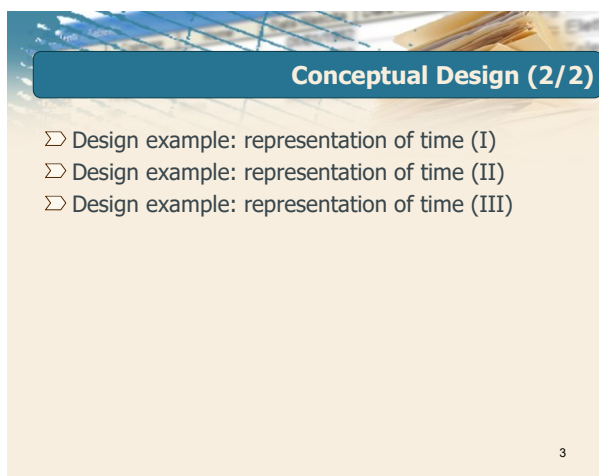 Conceptual Design (2/2)
Design example: representation of time (I)
Design example: representation of time (II)
Design example: representation of time (III)
3